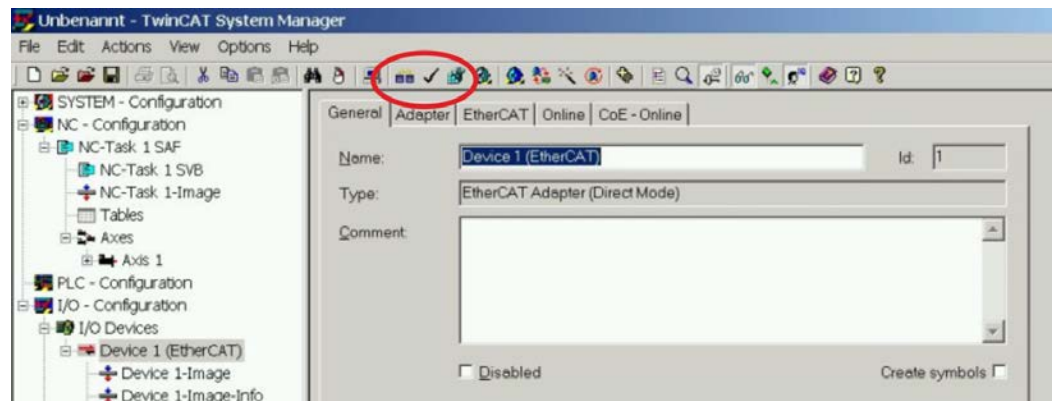 Unbenannt - TwinCAT System Manager
File Edit Actions View Options Help
SYSTEM - Configuration
NC - Configuration
NC-Task 1 SAF
NC-Task 1 SVB
NC-Task 1-Image
Tables
Axes
Axis 1
PLC - Configuration
I/O - Configuration
I/O Devices
Device 1 (EtherCAT)
Device 1-Image
Device 1-Image-Info
General Adapter EtherCAT Online CoE - Online
Name: Device 1 (EtherCAT) Id: 1
Type: EtherCAT Adapter (Direct Mode)
Comment:
Disabled Create symbols